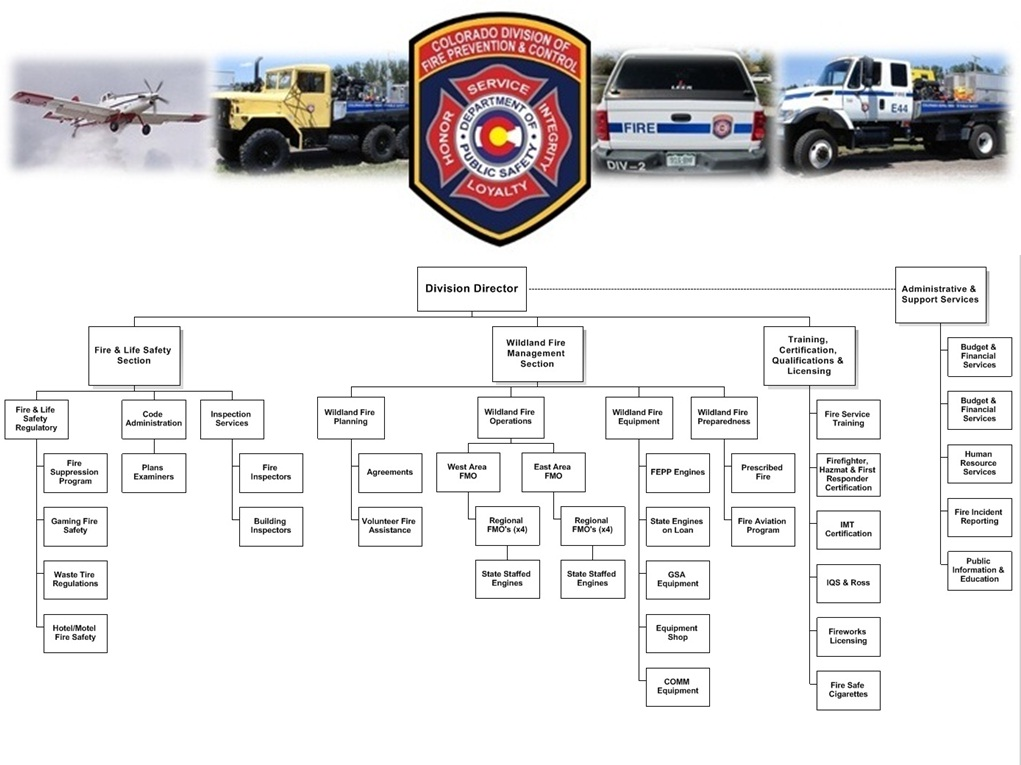 COLORADO DIVISION OF
FIRE PREVENTION & CONTROL
SERVICE
HONOR
INTEGRITY
LOYALTY
DEPARTMENT OF
PUBLIC SAFETY
FIRE
DIV-2
FIRE
E44
Division Director
Administrative &
Support Services
Fire & Life Safety
Section
Wildland Fire
Management
Section
Training,
Certification,
Qualifications &
Licensing
Budget &
Financial
Services
Budget &
Financial
Services
Human
Resource
Services
Fire Incident
Reporting
Public
Information &
Education
Fire & Life
Safety
Regulatory
Code
Administration
Inspection
Services
Fire
Suppression
Program
Gaming Fire
Safety
Waste Tire
Regulations
Hotel/Motel
Fire Safety
Plans
Examiners
Fire
Inspectors
Building
Inspectors
Wildland Fire
Planning
Wildland Fire
Operations
Wildland Fire
Equipment
Wildland Fire
Preparedness
Agreements
Volunteer Fire
Assistance
West Area
FMO
East Area
FMO
Regional
FMO's (x4)
Regional
FMO's (x4)
State Staffed
Engines
State Staffed
Engines
FEPP Engines
State Engines
on Loan
GSA
Equipment
Equipment
Shop
COMM
Equipment
Prescribed
Fire
Fire Aviation
Program
Fire Service
Training
Firefighter,
Hazmat & First
Responder
Certification
IMT
Certification
IQS & Ross
Fireworks
Licensing
Fire Safe
Cigarettes